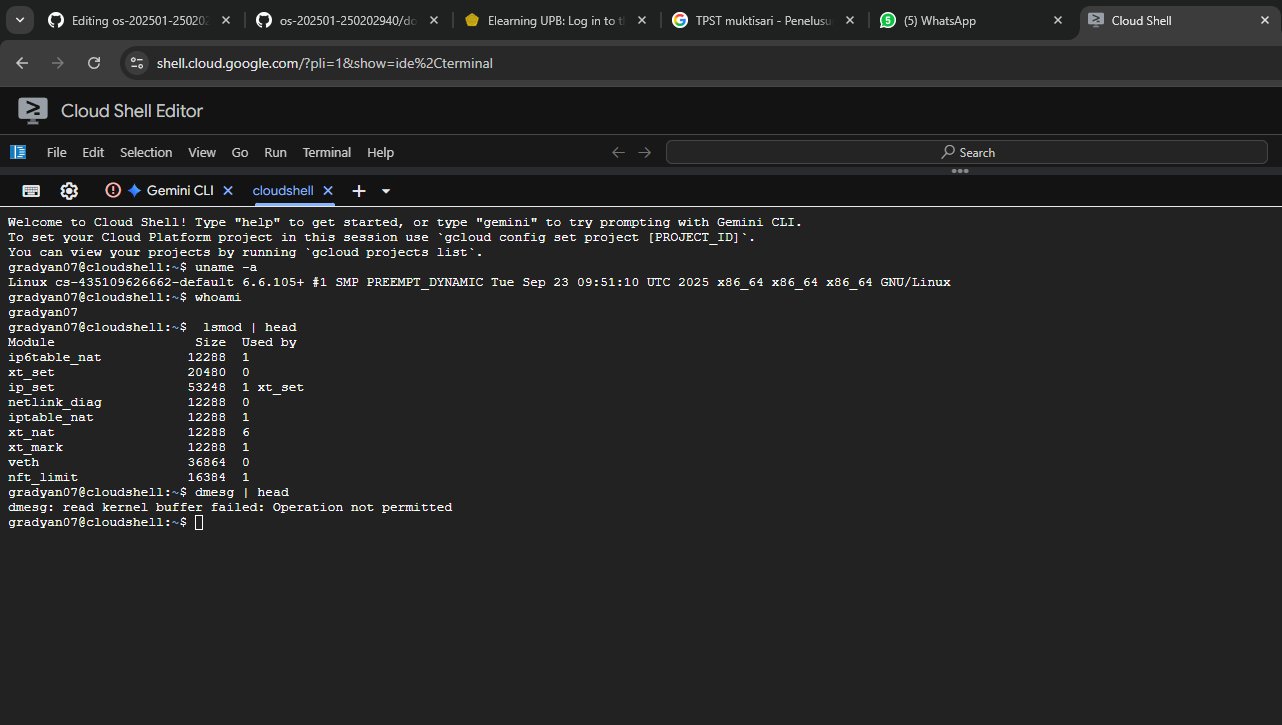 Editing os-202501-25020
os-202501-250202940/do
Elearning UPB: Log in to t
TPST muktisari - Penelusu
(5) WhatsApp
Cloud Shell
shell.cloud.google.com/?pli=1&show=ide%2Cterminal
Cloud Shell Editor
File Edit Selection View Go Run Terminal Help
Search
Gemini CLI
cloudshell
Welcome to Cloud Shell! Type "help" to get started, or type "gemini" to try prompting with Gemini CLI.
To set your Cloud Platform project in this session use `gcloud config set project [PROJECT_ID]`.
You can view your projects by running `gcloud projects list`.
gradyan07@cloudshell:~$ uname -a
Linux cs-435109626662-default 6.6.105+ #1 SMP PREEMPT_DYNAMIC Tue Sep 23 09:51:10 UTC 2025 x86_64 x86_64 x86_64 GNU/Linux
gradyan07@cloudshell:~$ whoami
gradyan07
gradyan07@cloudshell:~$  lsmod | head
Module                  Size  Used by
ip6table_nat           12288  1
xt_set                 20480  0
ip_set                 53248  1 xt_set
netlink_diag           12288  0
iptable_nat            12288  1
xt_nat                 12288  6
xt_mark                12288  1
veth                   36864  0
nft_limit              16384  1
gradyan07@cloudshell:~$ dmesg | head
dmesg: read kernel buffer failed: Operation not permitted
gradyan07@cloudshell:~$